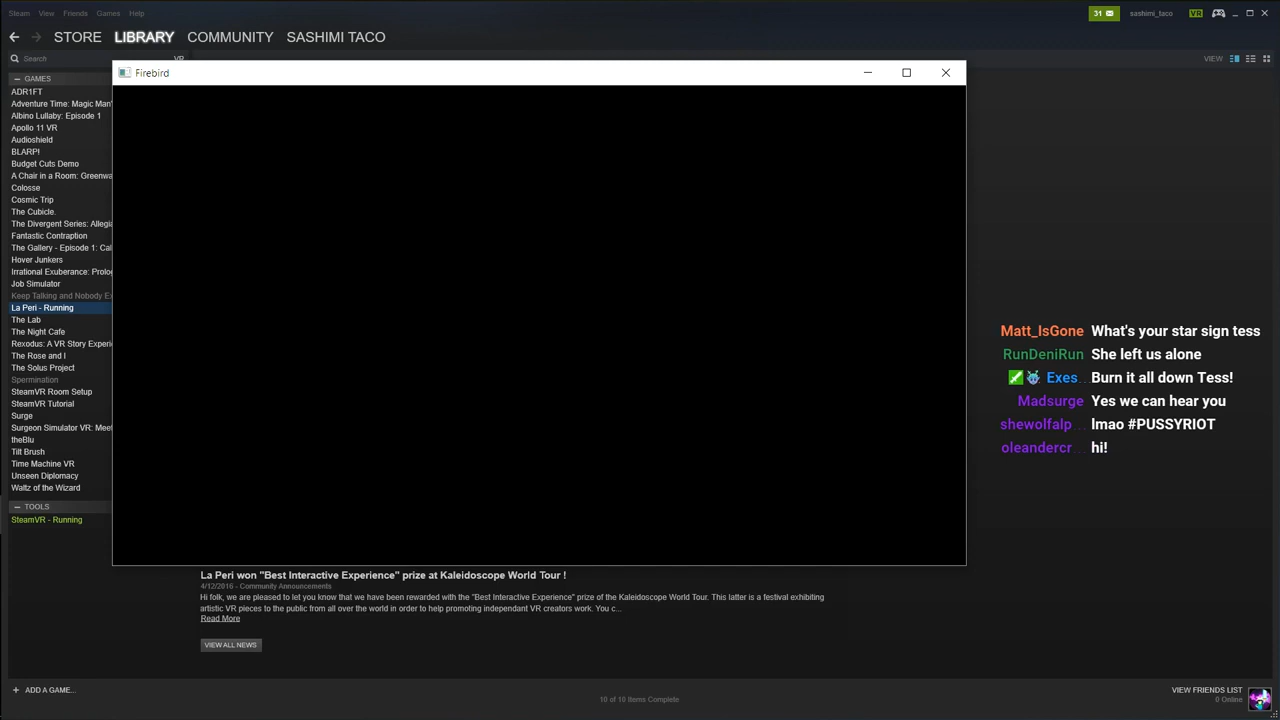 Steam View Friends Games Help
31 sashimi_taco VR
STORE LIBRARY COMMUNITY SASHIMI TACO
Search VR
VIEW
GAMES
ADR1FT
Adventure Time: Magic Man'
Albino Lullaby: Episode 1
Apollo 11 VR
Audioshield
BLARP!
Budget Cuts Demo
A Chair in a Room: Greenwa
Colosse
Cosmic Trip
The Cubicle.
The Divergent Series: Allegia
Fantastic Contraption
The Gallery - Episode 1: Cal
Hover Junkers
Irrational Exuberance: Prolog
Job Simulator
Keep Talking and Nobody Ex
La Peri - Running
The Lab
The Night Cafe
Rexodus: A VR Story Experi
The Rose and I
The Solus Project
Spermination
SteamVR Room Setup
SteamVR Tutorial
Surge
Surgeon Simulator VR: Meet
theBlu
Tilt Brush
Time Machine VR
Unseen Diplomacy
Waltz of the Wizard
TOOLS
SteamVR - Running
Firebird
Matt_IsGone What's your star sign tess
RunDeniRun She left us alone
Exes... Burn it all down Tess!
Madsurge Yes we can hear you
shewolfalp... lmao #PUSSYRIOT
oleandercr... hi!
La Peri won "Best Interactive Experience" prize at Kaleidoscope World Tour !
4/12/2016 - Community Announcements
Hi folk, we are pleased to let you know that we have been rewarded with the "Best Interactive Experience" prize of the Kaleidoscope World Tour. This latter is a festival exhibiting
artistic VR pieces to the public from all over the world in order to help promoting independant VR creators work. You c...
Read More
VIEW ALL NEWS
+ ADD A GAME...
10 of 10 Items Complete
VIEW FRIENDS LIST
0 Online